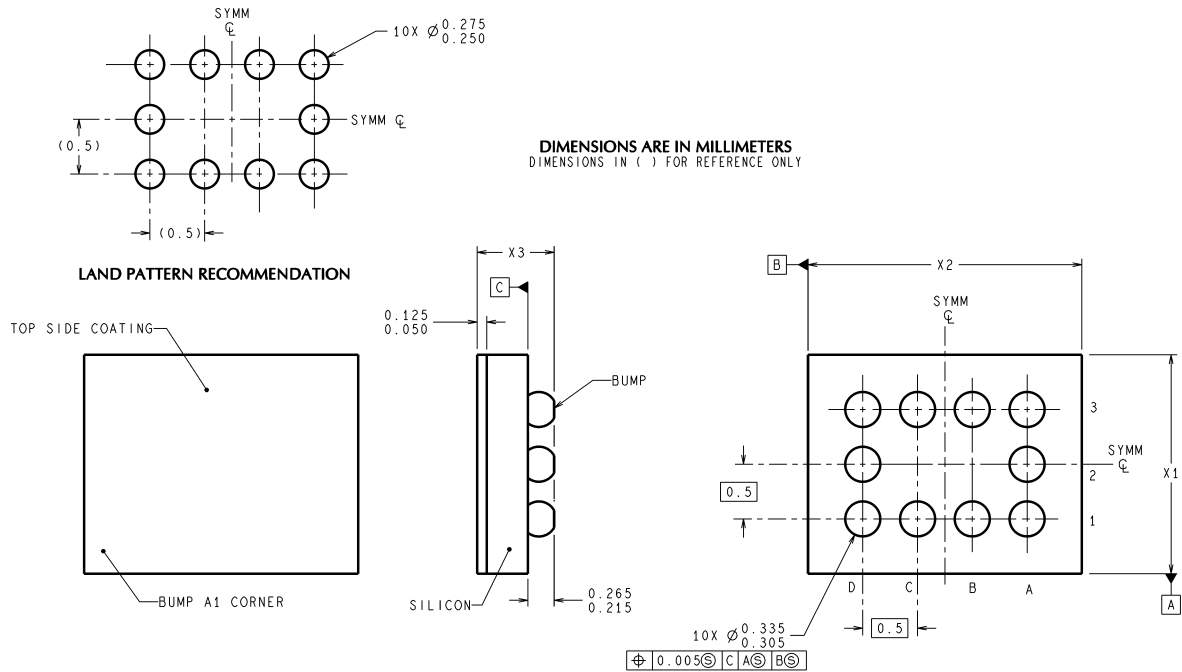 SYMM
℄
10X Ø 0.275
0.250
SYMM ℄
(0.5)
(0.5)
DIMENSIONS ARE IN MILLIMETERS
DIMENSIONS IN ( ) FOR REFERENCE ONLY
LAND PATTERN RECOMMENDATION
X3
C
0.125
0.050
TOP SIDE COATING
BUMP A1 CORNER
BUMP
SILICON
0.265
0.215
B
X2
SYMM
℄
3
SYMM
℄
2
X1
0.5
1
D C B A
A
0.5
10X Ø 0.335
0.305
⌖ 0.005Ⓢ C AⓈ BⓈ